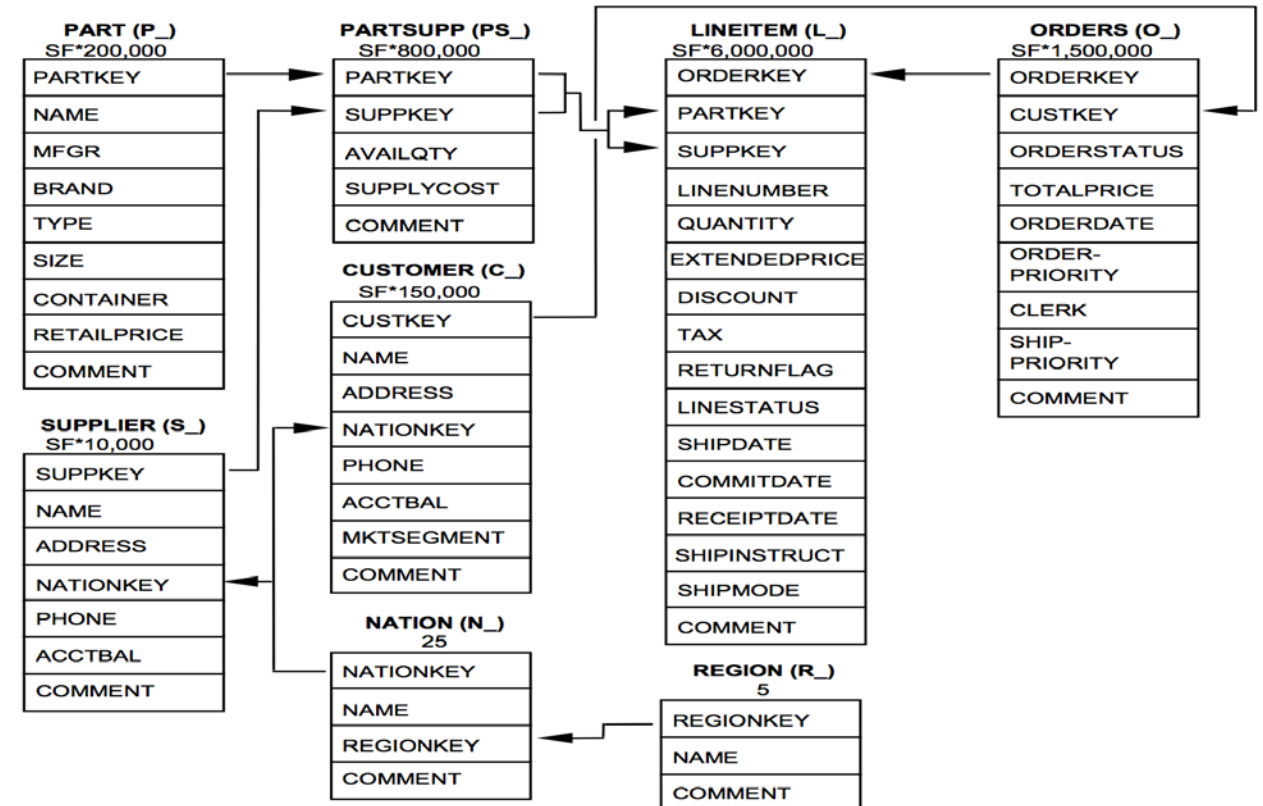 PART (P_)
SF*200,000
PARTKEY
NAME
MFGR
BRAND
TYPE
SIZE
CONTAINER
RETAILPRICE
COMMENT
SUPPLIER (S_)
SF*10,000
SUPPKEY
NAME
ADDRESS
NATIONKEY
PHONE
ACCTBAL
COMMENT
PARTSUPP (PS_)
SF*800,000
PARTKEY
SUPPKEY
AVAILQTY
SUPPLYCOST
COMMENT
CUSTOMER (C_)
SF*150,000
CUSTKEY
NAME
ADDRESS
NATIONKEY
PHONE
ACCTBAL
MKTSEGMENT
COMMENT
NATION (N_)
25
NATIONKEY
NAME
REGIONKEY
COMMENT
LINEITEM (L_)
SF*6,000,000
ORDERKEY
PARTKEY
SUPPKEY
LINENUMBER
QUANTITY
EXTENDEDPRICE
DISCOUNT
TAX
RETURNFLAG
LINESTATUS
SHIPDATE
COMMITDATE
RECEIPTDATE
SHIPINSTRUCT
SHIPMODE
COMMENT
REGION (R_)
5
REGIONKEY
NAME
COMMENT
ORDERS (O_)
SF*1,500,000
ORDERKEY
CUSTKEY
ORDERSTATUS
TOTALPRICE
ORDERDATE
ORDER-
PRIORITY
CLERK
SHIP-
PRIORITY
COMMENT